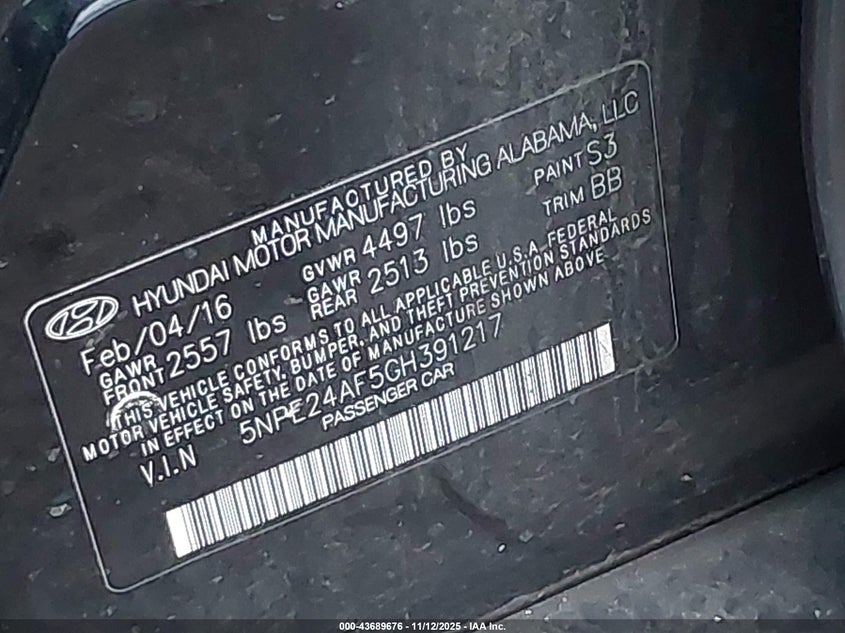 MANUFACTURED BY
HYUNDAI MOTOR MANUFACTURING ALABAMA, LLC
Feb/04/16 GVWR 4497 lbs PAINT S3
GAWR FRONT 2557 lbs GAWR REAR 2513 lbs TRIM BB
THIS VEHICLE CONFORMS TO ALL APPLICABLE U.S.A. FEDERAL
MOTOR VEHICLE SAFETY, BUMPER, AND THEFT PREVENTION STANDARDS
IN EFFECT ON THE DATE OF MANUFACTURE SHOWN ABOVE
V.I.N 5NPE24AF5GH391217
PASSENGER CAR
000-43689676 - 11/12/2025 - IAA Inc.